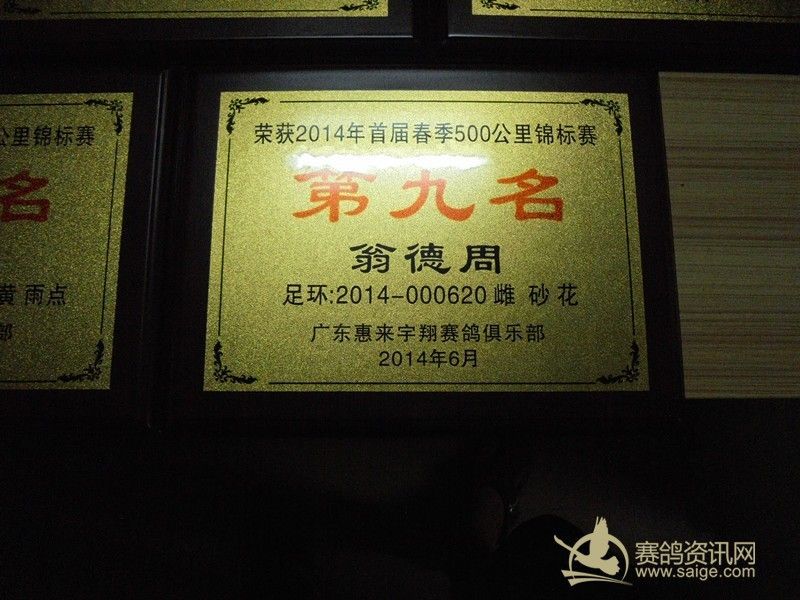 公里锦标赛
名
黄 雨点
部
荣获2014年首届春季500公里锦标赛
第九名
翁德周
足环:2014-000620 雌 砂花
广东惠来宇翔赛鸽俱乐部
2014年6月
赛鸽资讯网
www.saige.com